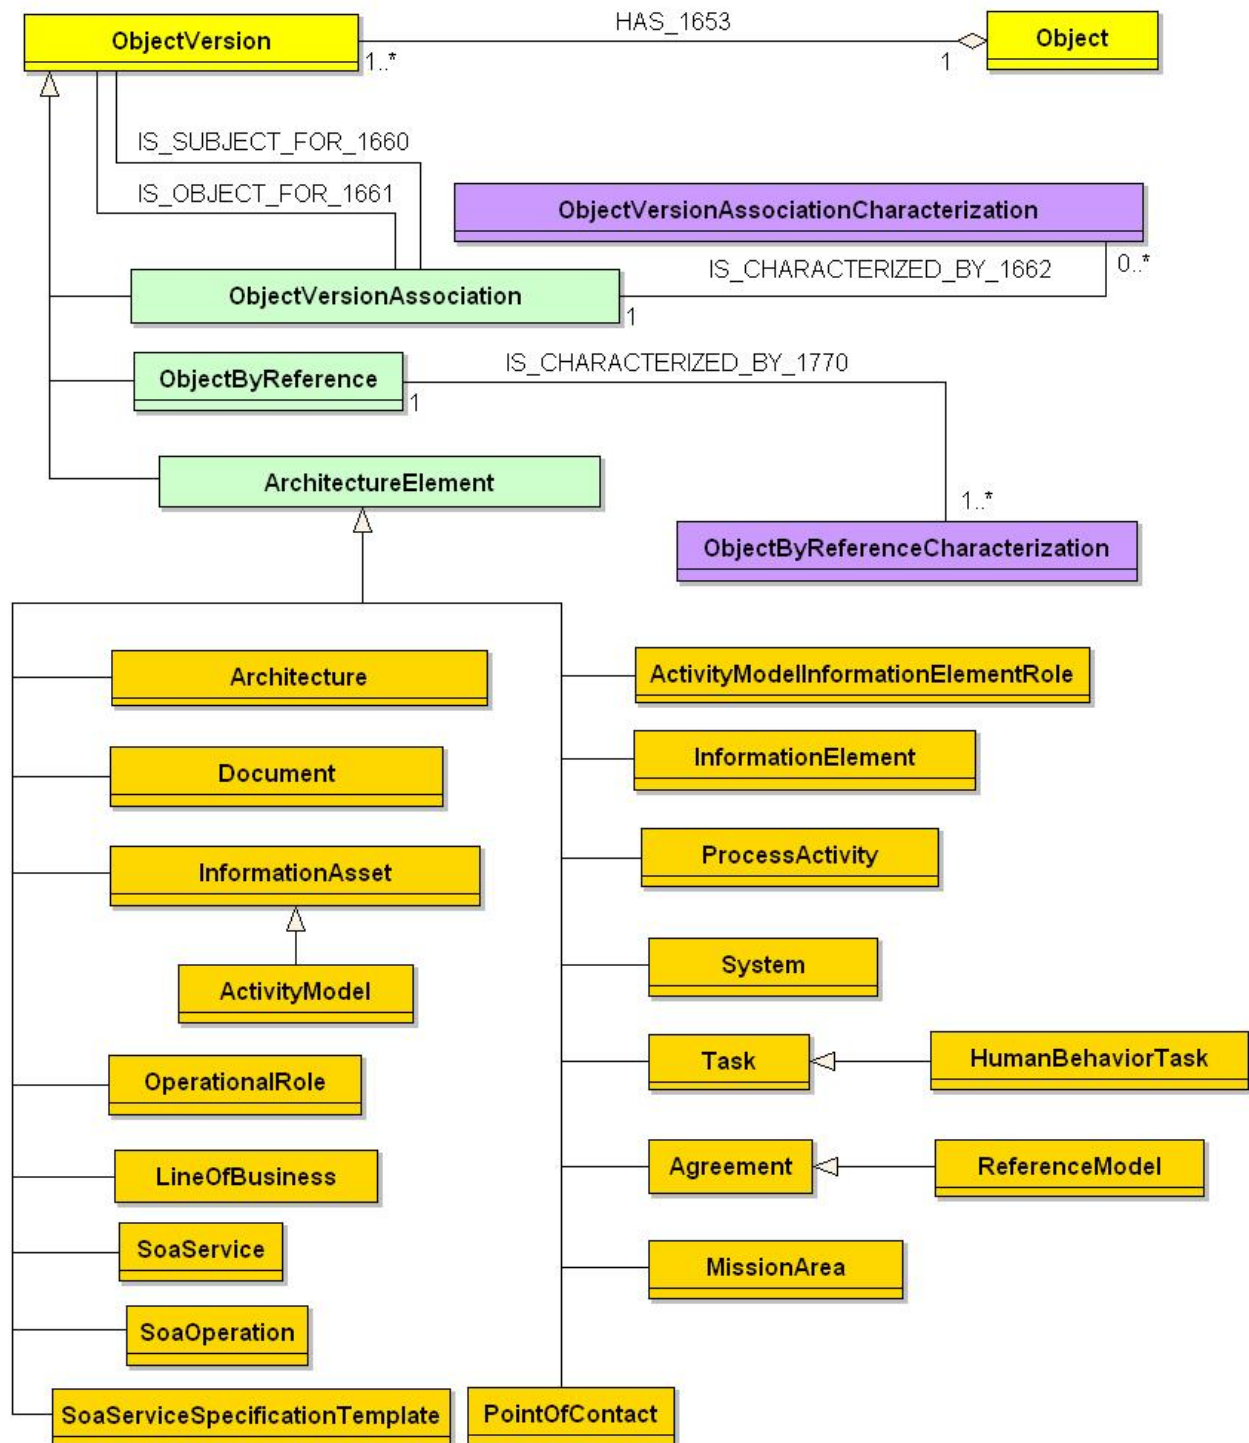 HAS_1653
ObjectVersion
Object
1..*
1
IS_SUBJECT_FOR_1660
IS_OBJECT_FOR_1661
ObjectVersionAssociationCharacterization
IS_CHARACTERIZED_BY_1662
0..*
ObjectVersionAssociation
1
IS_CHARACTERIZED_BY_1770
ObjectByReference
1
ArchitectureElement
1..*
ObjectByReferenceCharacterization
Architecture
ActivityModelInformationElementRole
Document
InformationElement
InformationAsset
ProcessActivity
ActivityModel
System
OperationalRole
Task
HumanBehaviorTask
LineOfBusiness
Agreement
ReferenceModel
SoaService
MissionArea
SoaOperation
SoaServiceSpecificationTemplate
PointOfContact